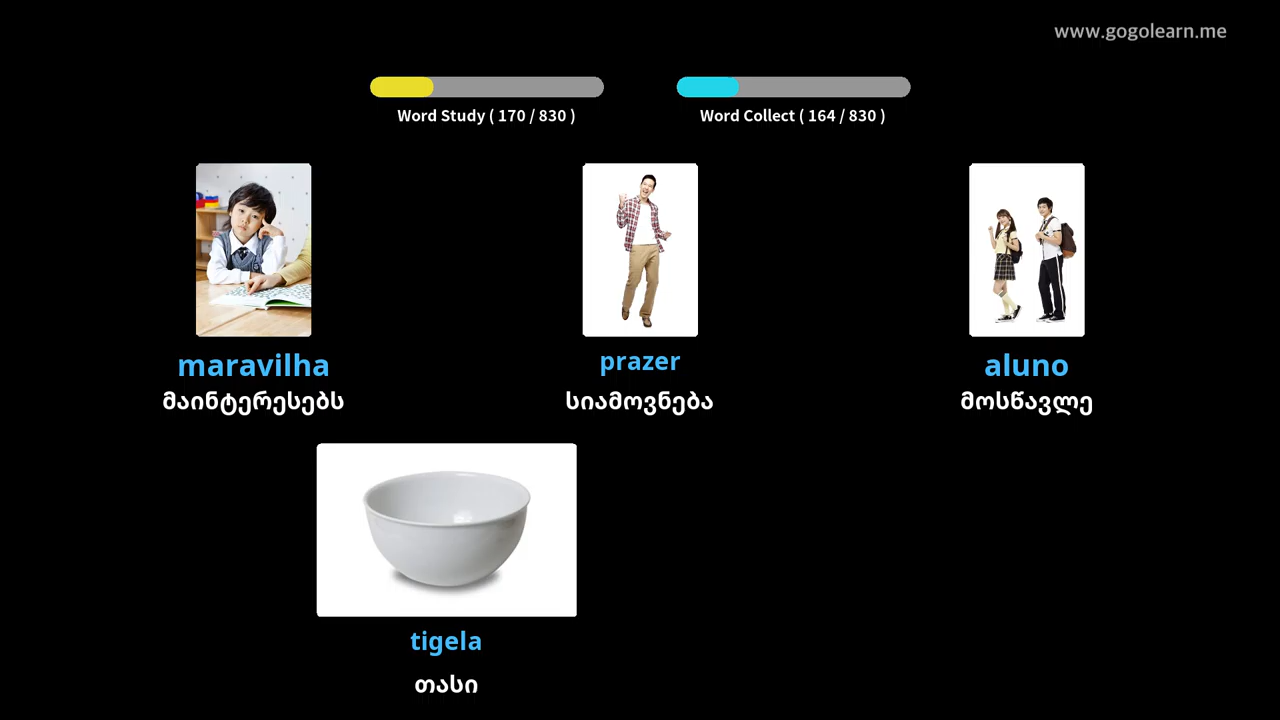 www.gogolearn.me
Word Study ( 170 / 830 )
Word Collect ( 164 / 830 )
maravilha
მაინტერესებს
prazer
სიამოვნება
aluno
მოსწავლე
tigela
თასი